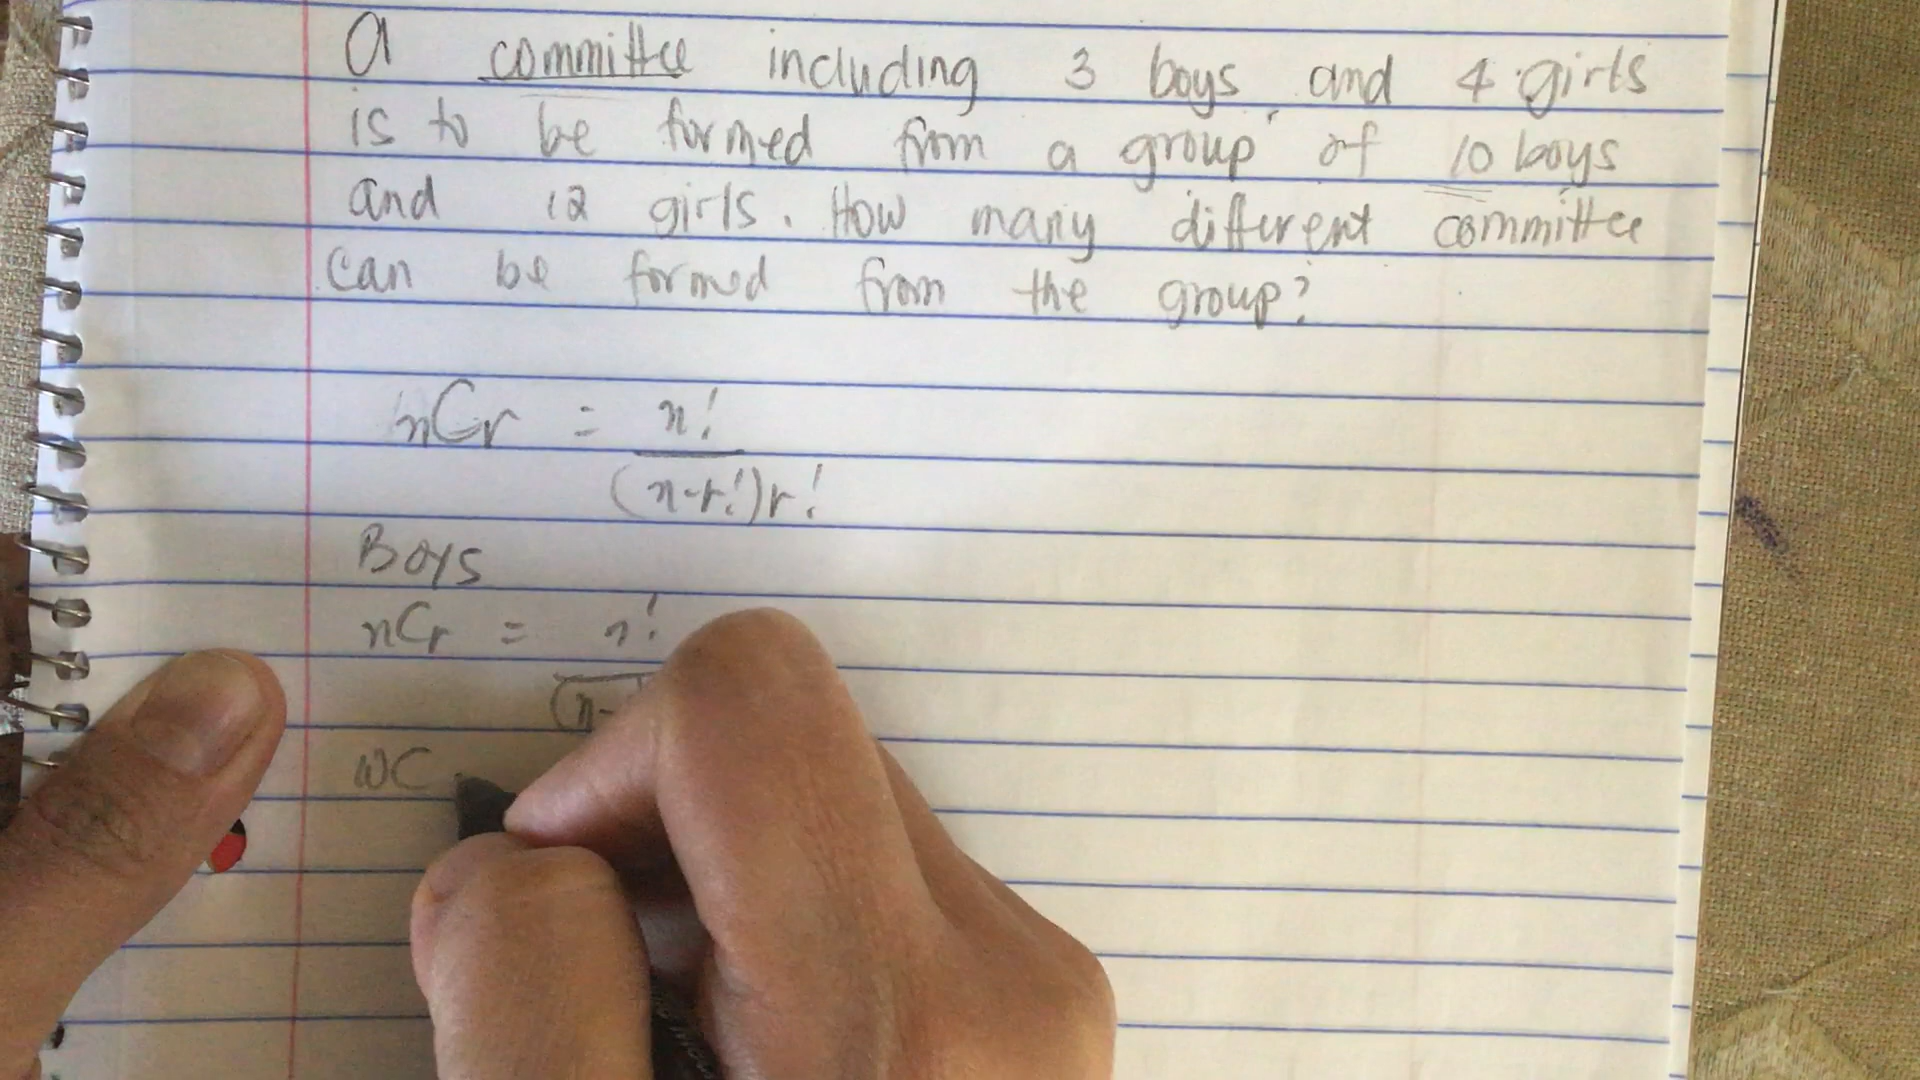 A committee including 3 boys and 4 girls
is to be formed from a group of 10 boys
and 12 girls. How many different committee
can be formed from the group?
nCr = n!
(n-r!)r!
Boys
nCr = n!
(n-
10C